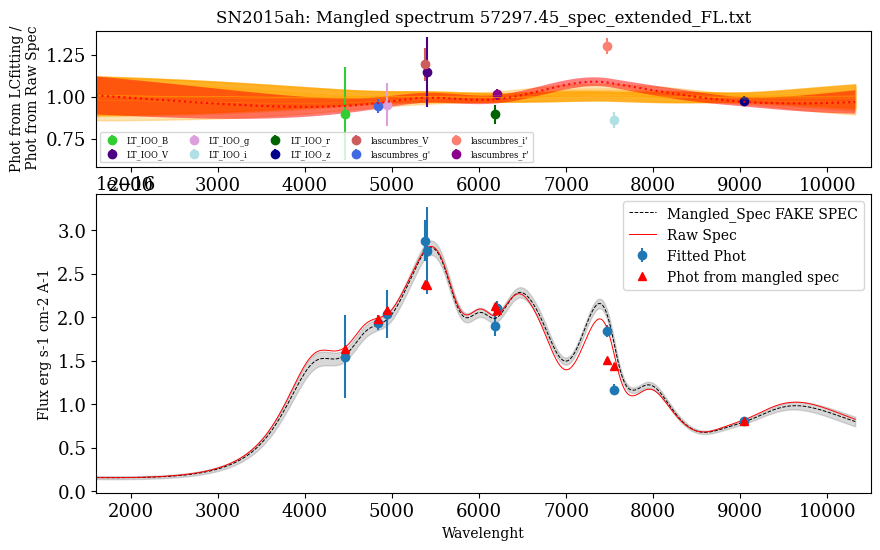 SN2015ah: Mangled spectrum 57297.45_spec_extended_FL.txt
Phot from LCfitting /
Phot from Raw Spec
1.25
1.00
0.75
LT_IOO_B
LT_IOO_V
LT_IOO_g
LT_IOO_i
LT_IOO_r
LT_IOO_z
lascumbres_V
lascumbres_g'
lascumbres_i'
lascumbres_r'
2000 3000 4000 5000 6000 7000 8000 9000 10000
1e−16
Flux erg s-1 cm-2 A-1
3.0
2.5
2.0
1.5
1.0
0.5
0.0
Mangled_Spec FAKE SPEC
Raw Spec
Fitted Phot
Phot from mangled spec
2000 3000 4000 5000 6000 7000 8000 9000 10000
Wavelenght